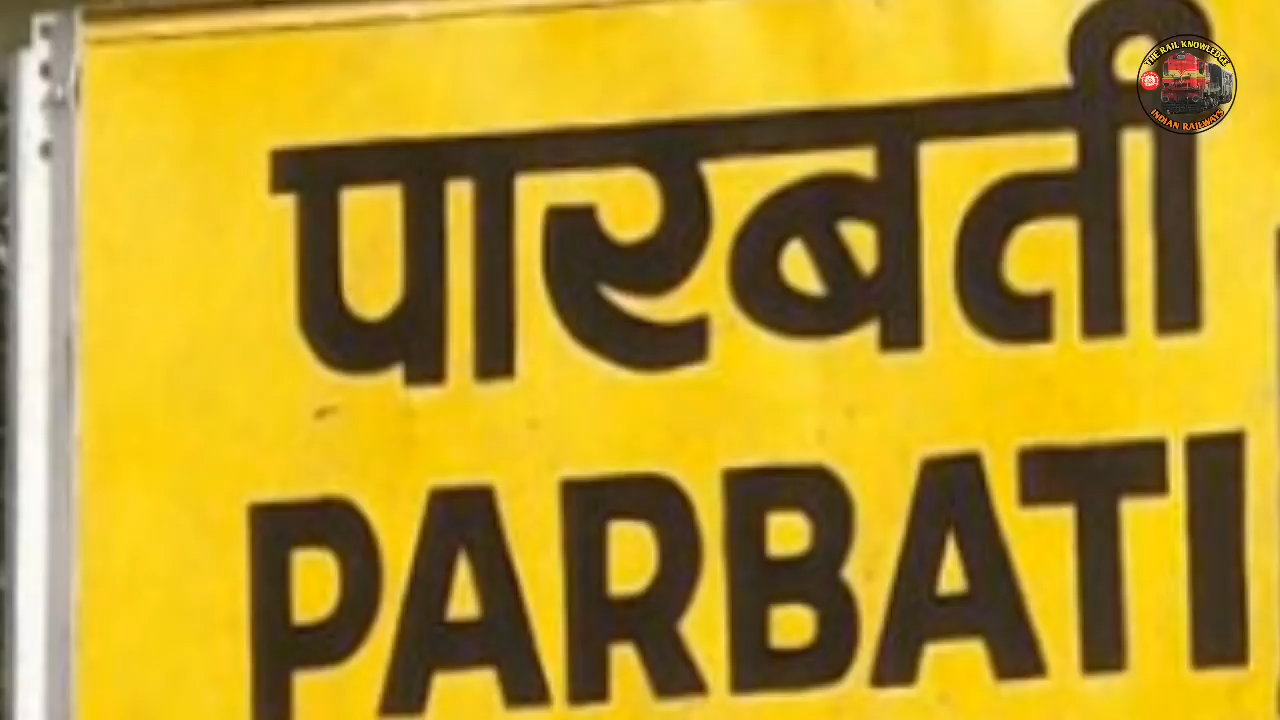 पारबती
PARBATI
THE RAIL KNOWLEDGE
INDIAN RAILWAYS